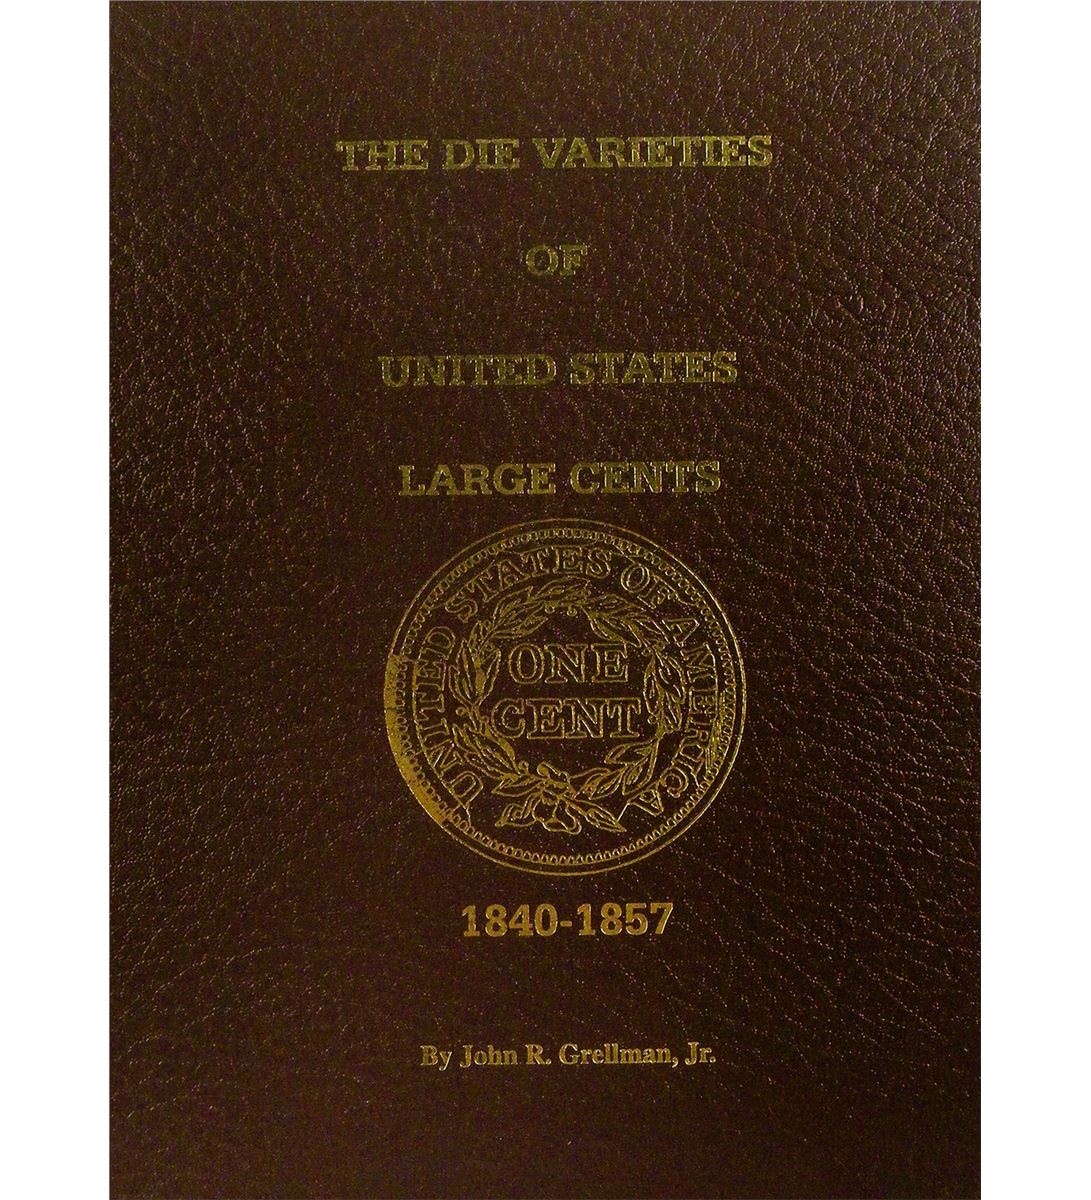 THE DIE VARIETIES
OF
UNITED STATES
LARGE CENTS
UNITED STATES OF AMERICA
ONE
CENT
1840-1857
By John R. Grellman, Jr.